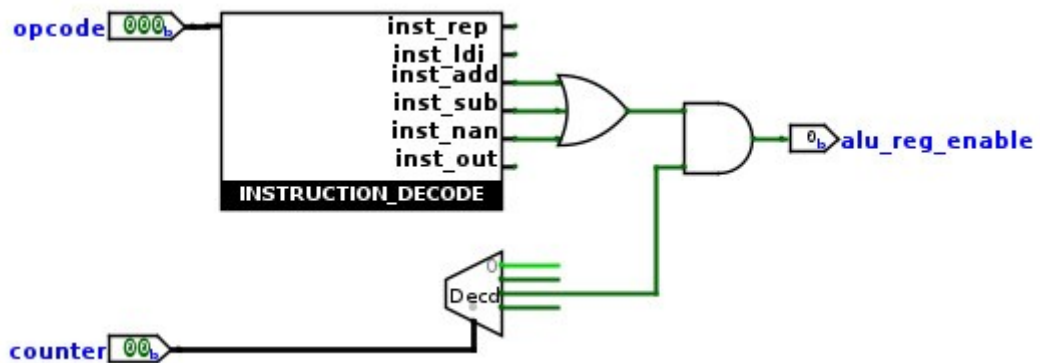 opcode 000b
inst_rep
inst_ldi
inst_add
inst_sub
inst_nan
inst_out
INSTRUCTION_DECODE
0b alu_reg_enable
0
Decd
counter 00b